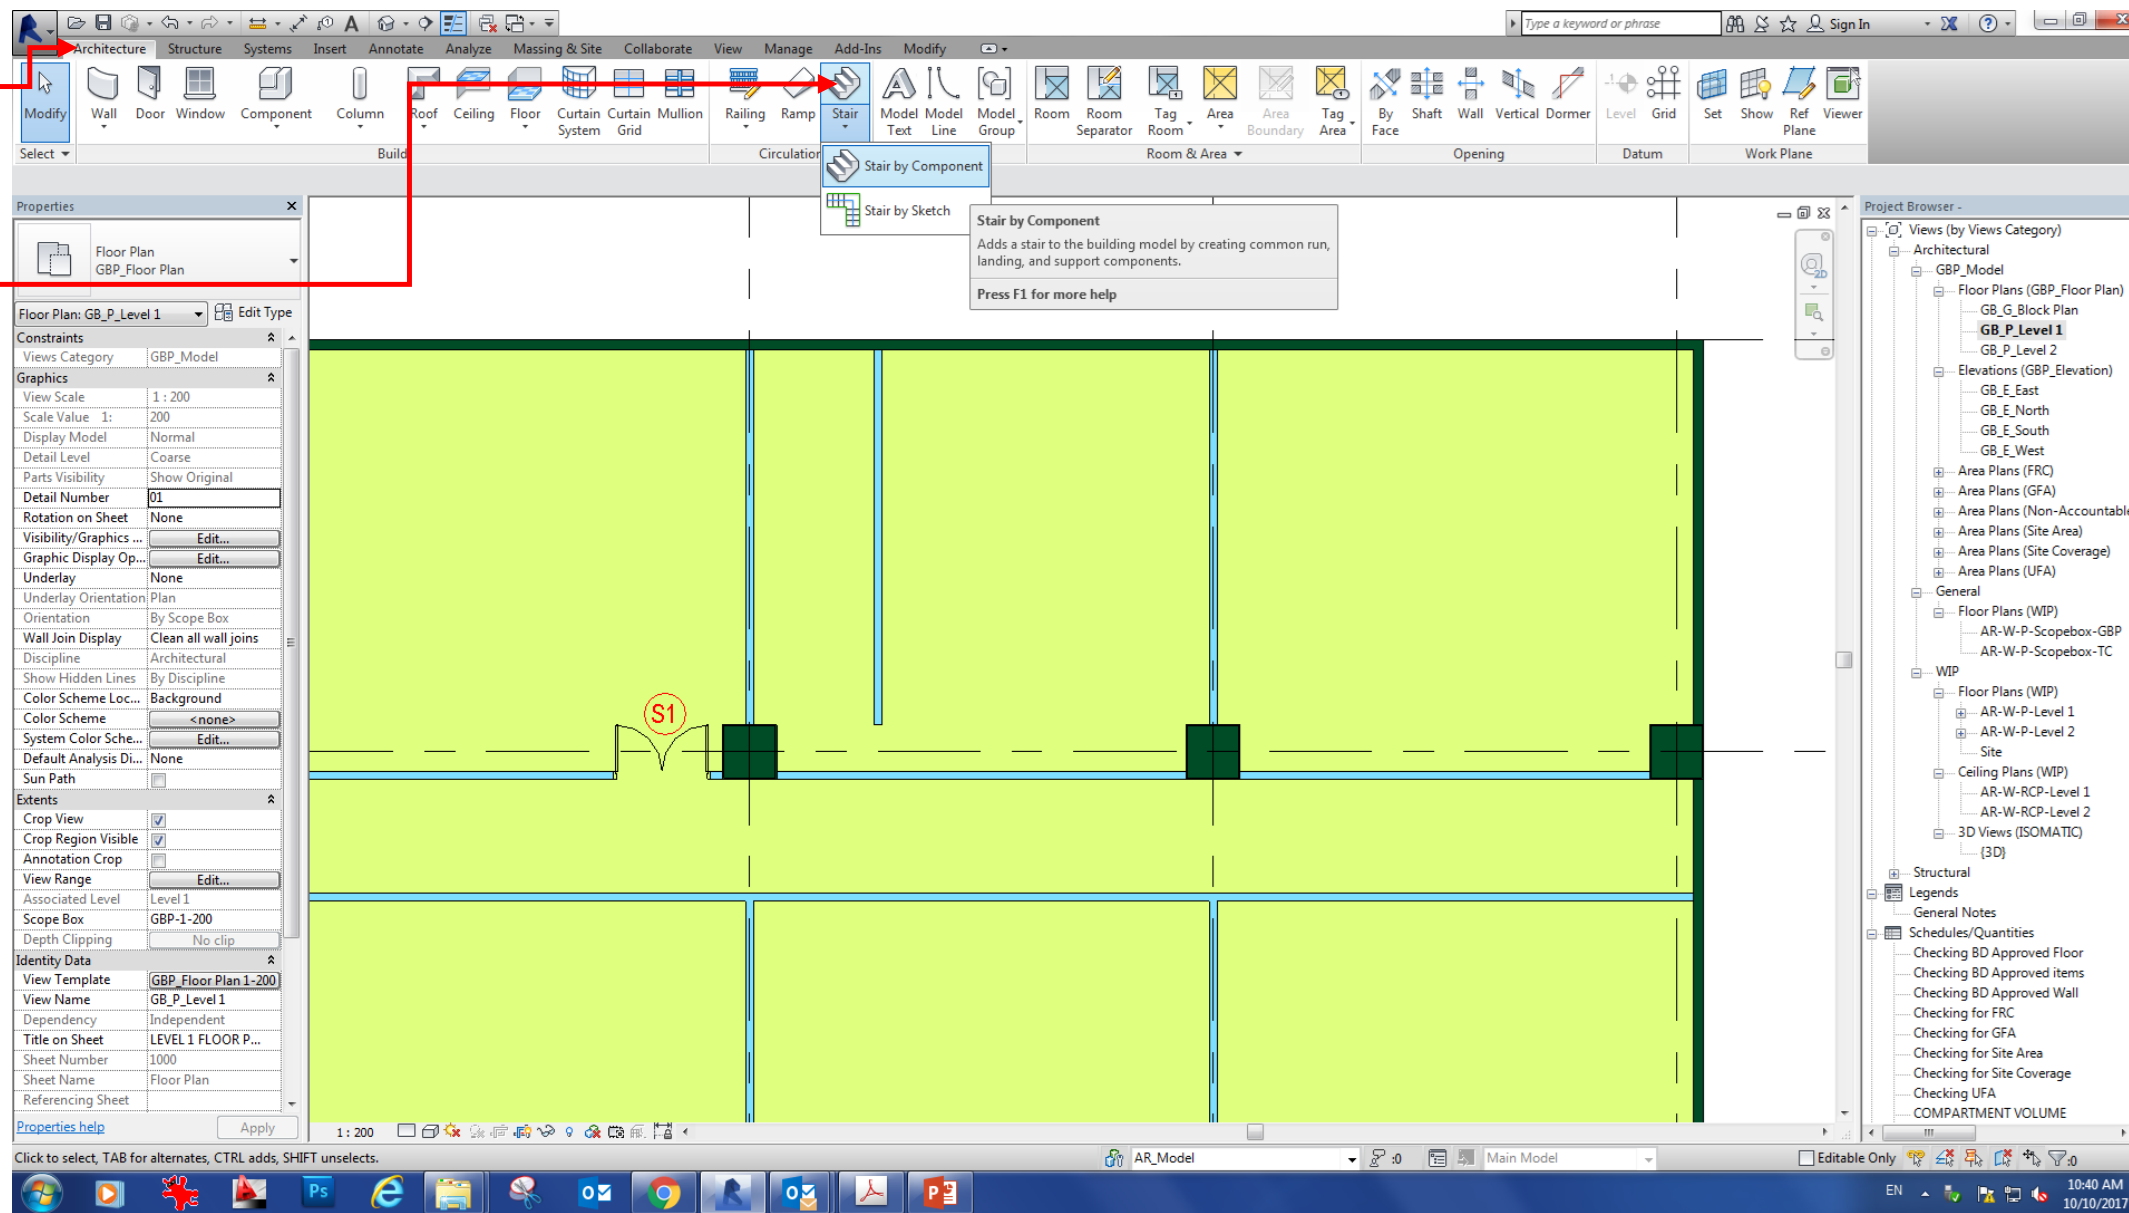 Type a keyword or phrase
Sign In
Architecture Structure Systems Insert Annotate Analyze Massing & Site Collaborate View Manage Add-Ins Modify
Modify
Wall Door Window Component Column Roof Ceiling Floor Curtain System Curtain Grid Mullion
Railing Ramp Stair
Model Text Model Line Model Group
Room Room Separator Tag Room Area Area Boundary Tag Area
By Face Shaft Wall Vertical Dormer
Level Grid
Set Show Ref Plane Viewer
Select Build Circulation Room & Area Opening Datum Work Plane
Stair by Component
Stair by Sketch
Stair by Component
Adds a stair to the building model by creating common run,
landing, and support components.
Press F1 for more help
Properties
Floor Plan
GBP_Floor Plan
Floor Plan: GB_P_Level 1 Edit Type
Constraints
Views Category GBP_Model
Graphics
View Scale 1 : 200
Scale Value 1: 200
Display Model Normal
Detail Level Coarse
Parts Visibility Show Original
Detail Number 01
Rotation on Sheet None
Visibility/Graphics ... Edit...
Graphic Display Op... Edit...
Underlay None
Underlay Orientation Plan
Orientation By Scope Box
Wall Join Display Clean all wall joins
Discipline Architectural
Show Hidden Lines By Discipline
Color Scheme Loc... Background
Color Scheme <none>
System Color Sche... Edit...
Default Analysis Di... None
Sun Path
Extents
Crop View
Crop Region Visible
Annotation Crop
View Range Edit...
Associated Level Level 1
Scope Box GBP-1-200
Depth Clipping No clip
Identity Data
View Template GBP_Floor Plan 1-200
View Name GB_P_Level 1
Dependency Independent
Title on Sheet LEVEL 1 FLOOR P...
Sheet Number 1000
Sheet Name Floor Plan
Referencing Sheet
Properties help Apply
S1
2D
Project Browser -
Views (by Views Category)
Architectural
GBP_Model
Floor Plans (GBP_Floor Plan)
GB_G_Block Plan
GB_P_Level 1
GB_P_Level 2
Elevations (GBP_Elevation)
GB_E_East
GB_E_North
GB_E_South
GB_E_West
Area Plans (FRC)
Area Plans (GFA)
Area Plans (Non-Accountable
Area Plans (Site Area)
Area Plans (Site Coverage)
Area Plans (UFA)
General
Floor Plans (WIP)
AR-W-P-Scopebox-GBP
AR-W-P-Scopebox-TC
WIP
Floor Plans (WIP)
AR-W-P-Level 1
AR-W-P-Level 2
Site
Ceiling Plans (WIP)
AR-W-RCP-Level 1
AR-W-RCP-Level 2
3D Views (ISOMATIC)
{3D}
Structural
Legends
General Notes
Schedules/Quantities
Checking BD Approved Floor
Checking BD Approved items
Checking BD Approved Wall
Checking for FRC
Checking for GFA
Checking for Site Area
Checking for Site Coverage
Checking UFA
COMPARTMENT VOLUME
1 : 200
Click to select, TAB for alternates, CTRL adds, SHIFT unselects.
AR_Model :0 Main Model Editable Only :0
Ps
EN
10:40 AM
10/10/2017